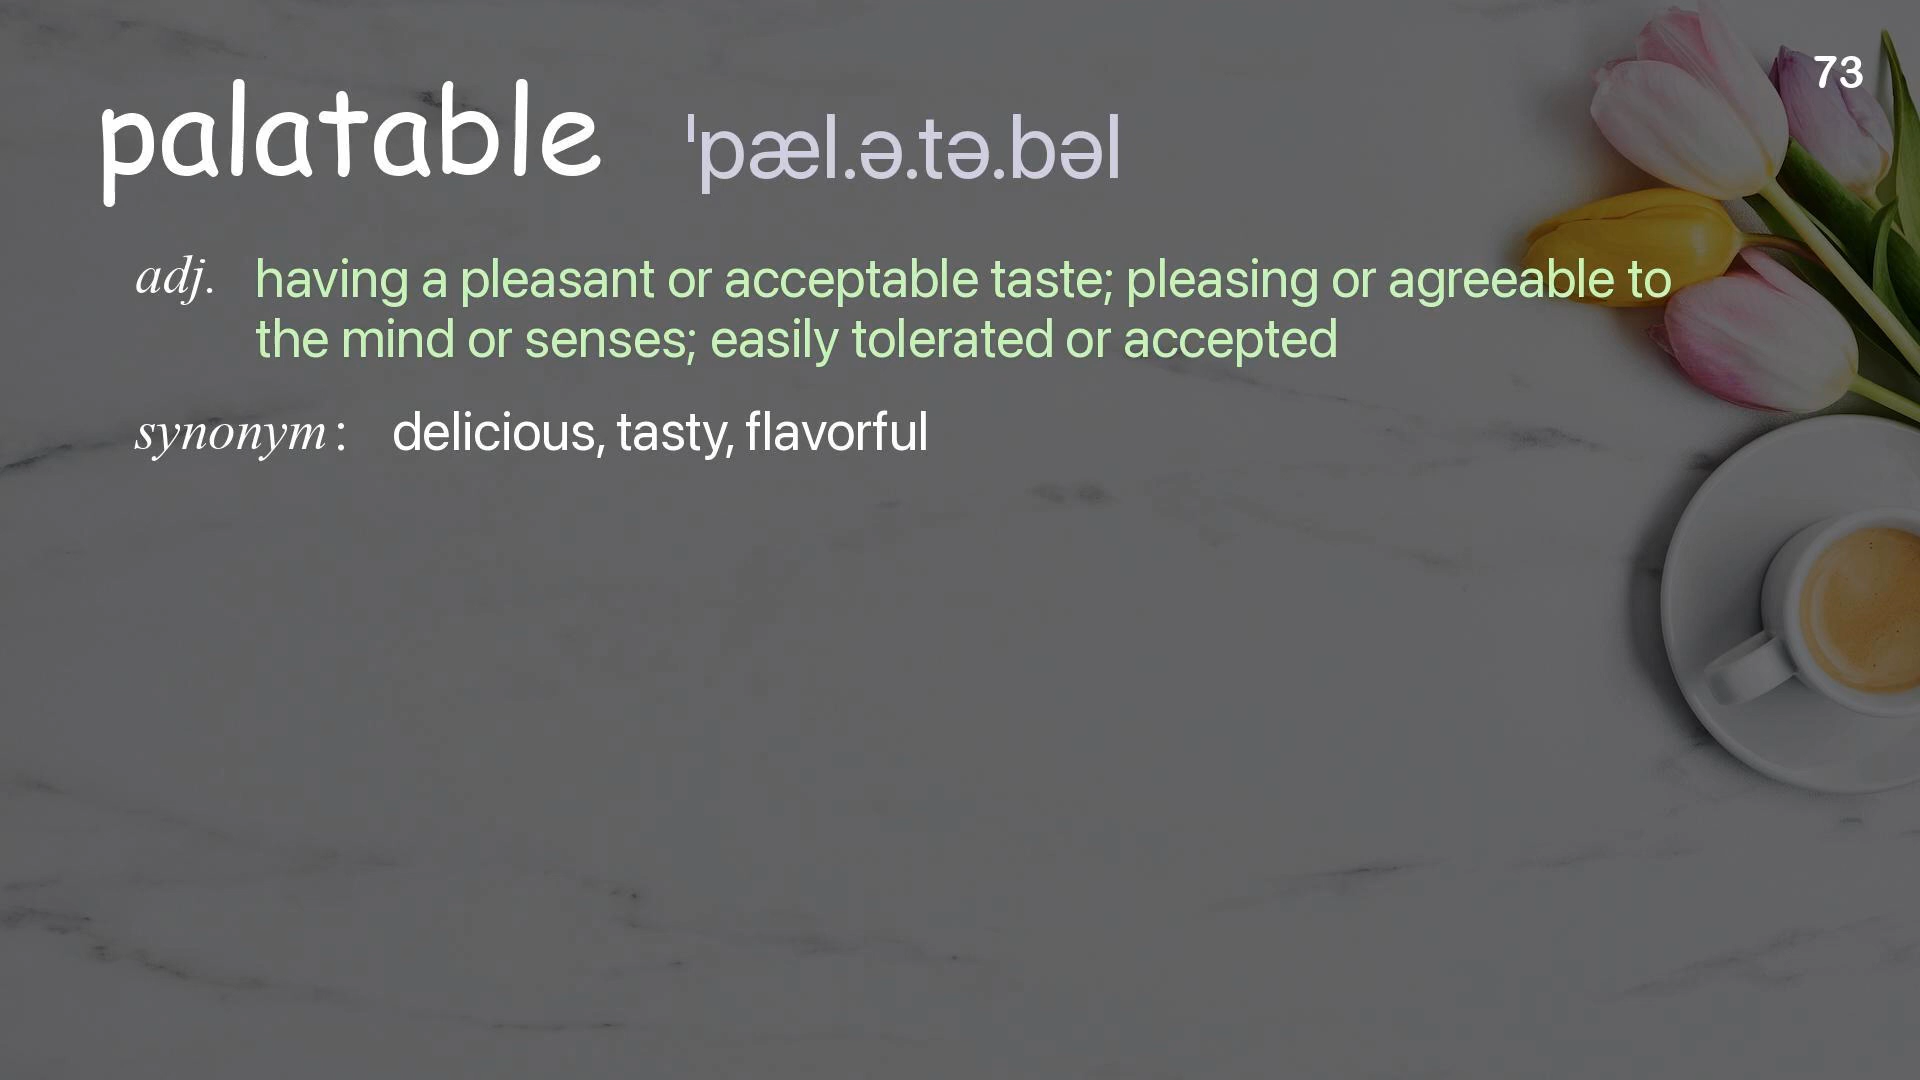 73
palatable ˈpæl.ə.tə.bəl
adj. having a pleasant or acceptable taste; pleasing or agreeable to
the mind or senses; easily tolerated or accepted
synonym: delicious, tasty, flavorful